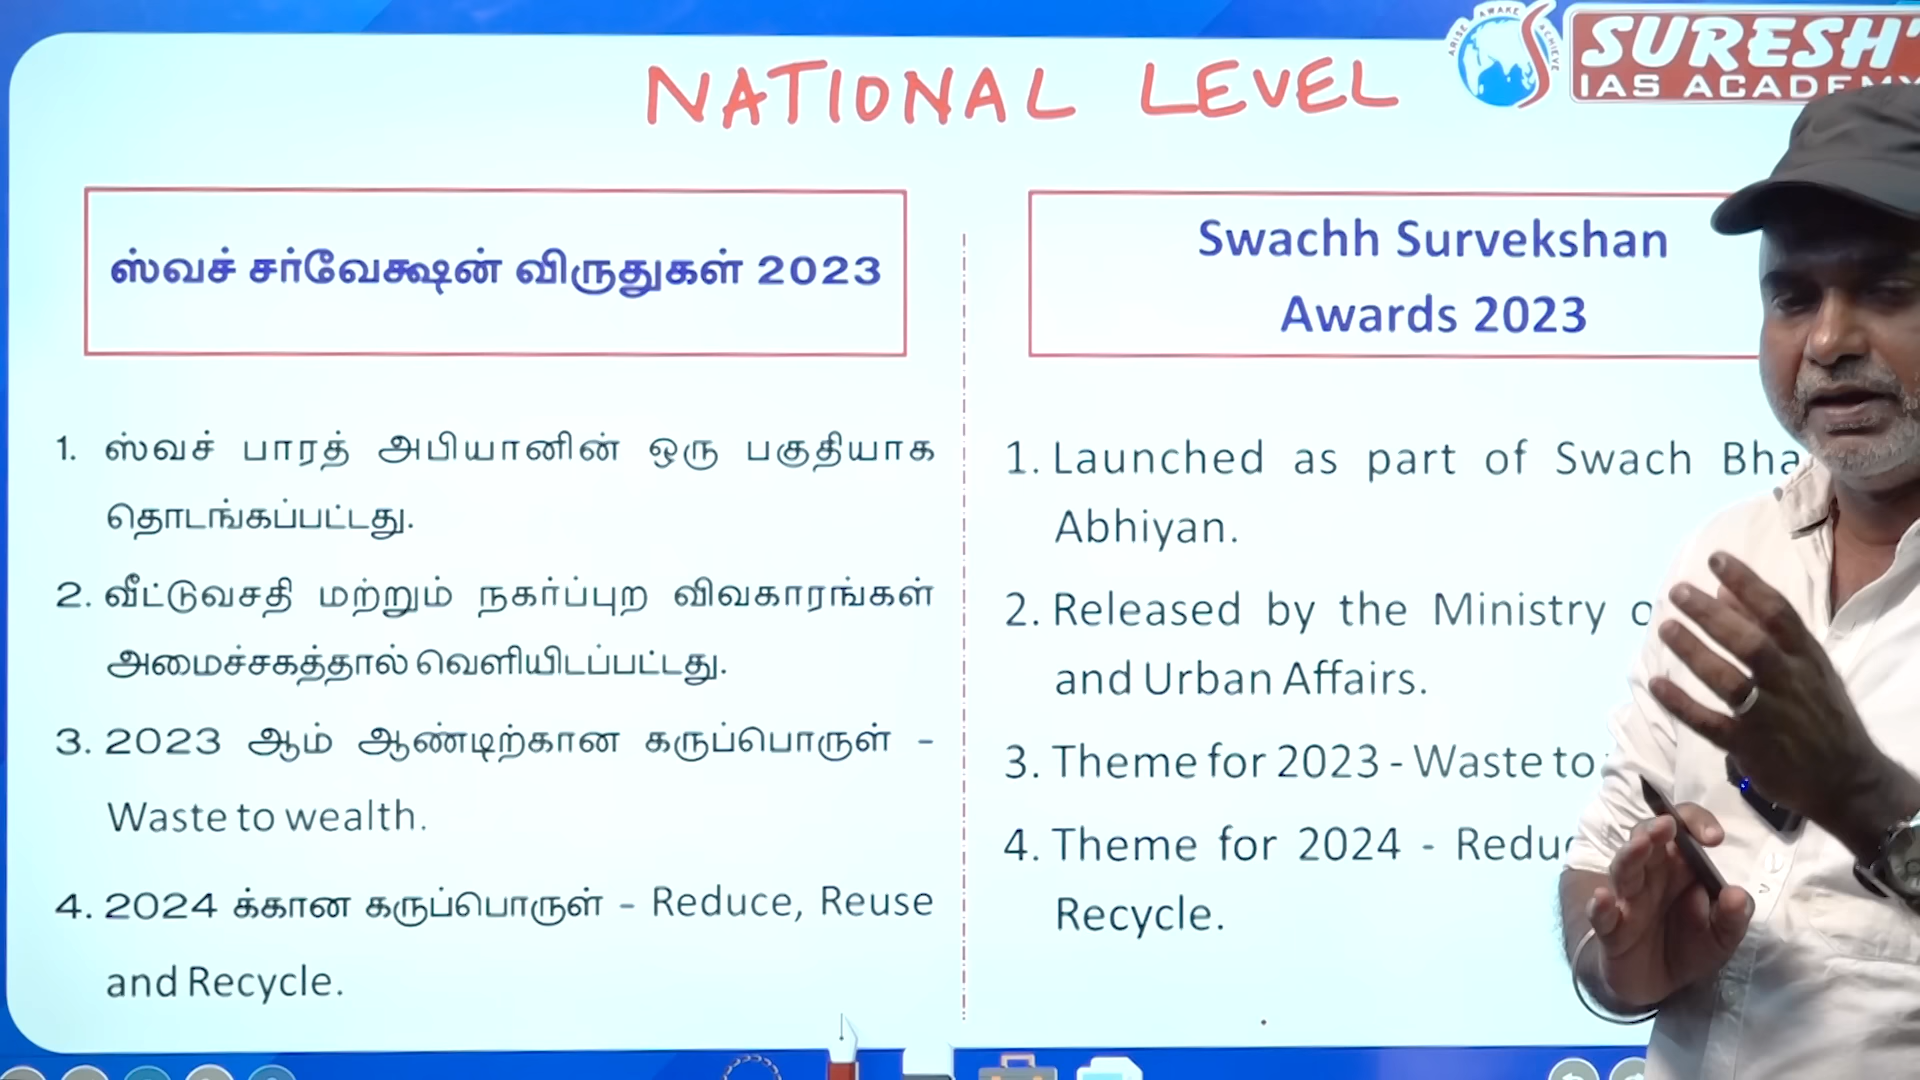 ARISE AWAKE ACHIEVE
SURESH'
IAS ACADEMY
NATIONAL LEVEL
ஸ்வச் சர்வேக்ஷன் விருதுகள் 2023
1. ஸ்வச் பாரத் அபியானின் ஒரு பகுதியாக
தொடங்கப்பட்டது.
2. வீட்டுவசதி மற்றும் நகர்ப்புற விவகாரங்கள்
அமைச்சகத்தால் வெளியிடப்பட்டது.
3. 2023 ஆம் ஆண்டிற்கான கருப்பொருள் -
Waste to wealth.
4. 2024 க்கான கருப்பொருள் - Reduce, Reuse
and Recycle.
Swachh Survekshan
Awards 2023
1. Launched as part of Swach
Abhiyan.
2. Released by the Ministry
and Urban Affairs.
3. Theme for 2023 - Waste to
4. Theme for 2024 -
Recycle.